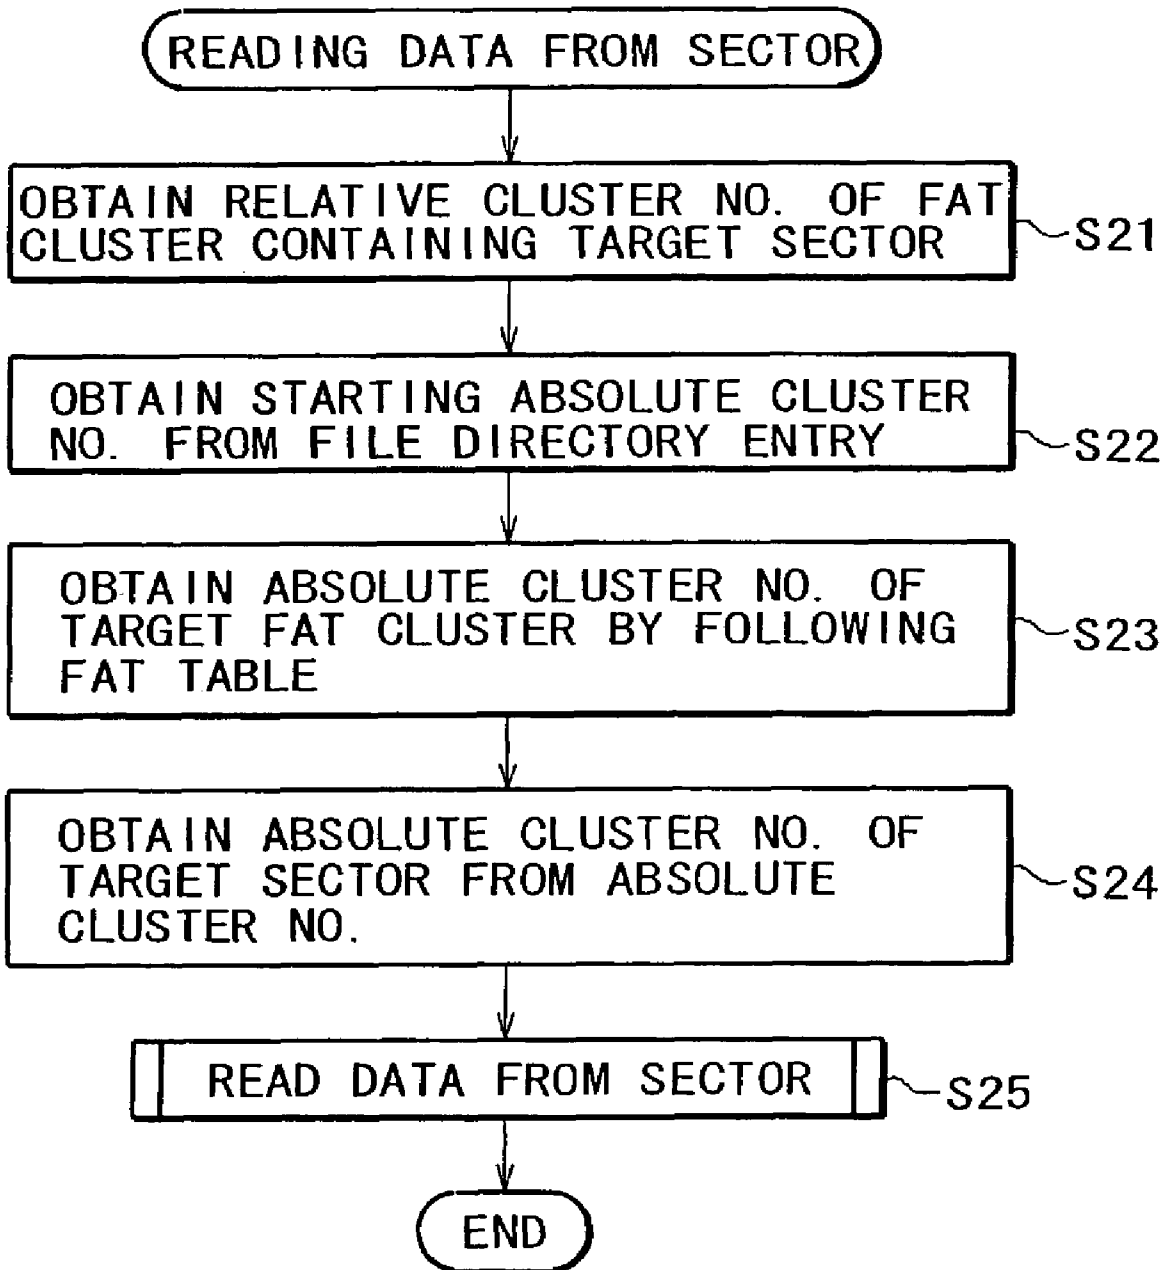 READING DATA FROM SECTOR
OBTAIN RELATIVE CLUSTER NO. OF FAT
CLUSTER CONTAINING TARGET SECTOR
S21
OBTAIN STARTING ABSOLUTE CLUSTER
NO. FROM FILE DIRECTORY ENTRY
S22
OBTAIN ABSOLUTE CLUSTER NO. OF
TARGET FAT CLUSTER BY FOLLOWING
FAT TABLE
S23
OBTAIN ABSOLUTE CLUSTER NO. OF
TARGET SECTOR FROM ABSOLUTE
CLUSTER NO.
S24
READ DATA FROM SECTOR
S25
END